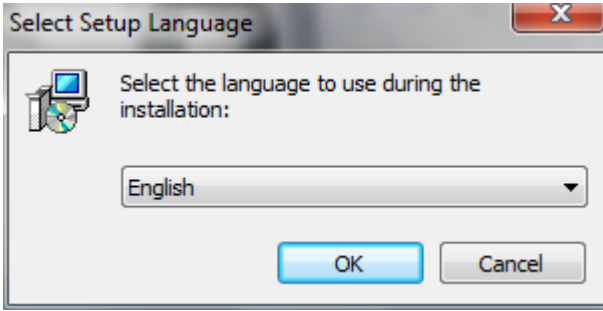 Select Setup Language
Select the language to use during the
installation:
English
OK
Cancel